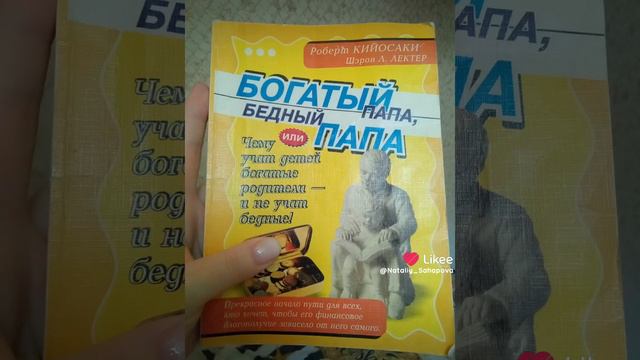 Роберт КИЙОСАКИ
Шэрон Л. ЛЕКТЕР
БОГАТЫЙ ПАПА,
БЕДНЫЙ или ПАПА
Чему
учат детей
богатые
родители —
и не учат
бедные!
Прекрасное начало пути для всех,
кто хочет, чтобы его финансовое
благополучие зависело от него самого.
Likee
@Nataliy_Sahapova